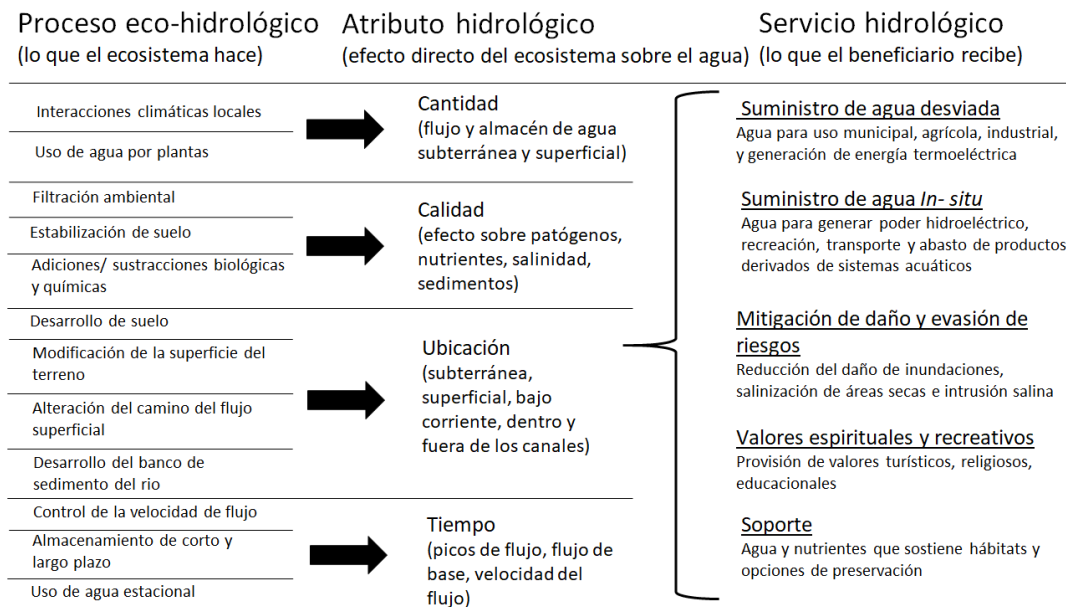 Proceso eco-hidrológico
(lo que el ecosistema hace)
Atributo hidrológico
(efecto directo del ecosistema sobre el agua)
Servicio hidrológico
(lo que el beneficiario recibe)
Interacciones climáticas locales
Uso de agua por plantas
Cantidad
(flujo y almacén de agua
subterránea y superficial)
Filtración ambiental
Estabilización de suelo
Adiciones/ sustracciones biológicas
y químicas
Calidad
(efecto sobre patógenos,
nutrientes, salinidad,
sedimentos)
Desarrollo de suelo
Modificación de la superficie del
terreno
Alteración del camino del flujo
superficial
Desarrollo del banco de
sedimento del rio
Ubicación
(subterránea,
superficial, bajo
corriente, dentro y
fuera de los canales)
Control de la velocidad de flujo
Almacenamiento de corto y
largo plazo
Uso de agua estacional
Tiempo
(picos de flujo, flujo de
base, velocidad del
flujo)
Suministro de agua desviada
Agua para uso municipal, agrícola, industrial,
y generación de energía termoeléctrica
Suministro de agua In- situ
Agua para generar poder hidroeléctrico,
recreación, transporte y abasto de productos
derivados de sistemas acuáticos
Mitigación de daño y evasión de
riesgos
Reducción del daño de inundaciones,
salinización de áreas secas e intrusión salina
Valores espirituales y recreativos
Provisión de valores turísticos, religiosos,
educacionales
Soporte
Agua y nutrientes que sostiene hábitats y
opciones de preservación